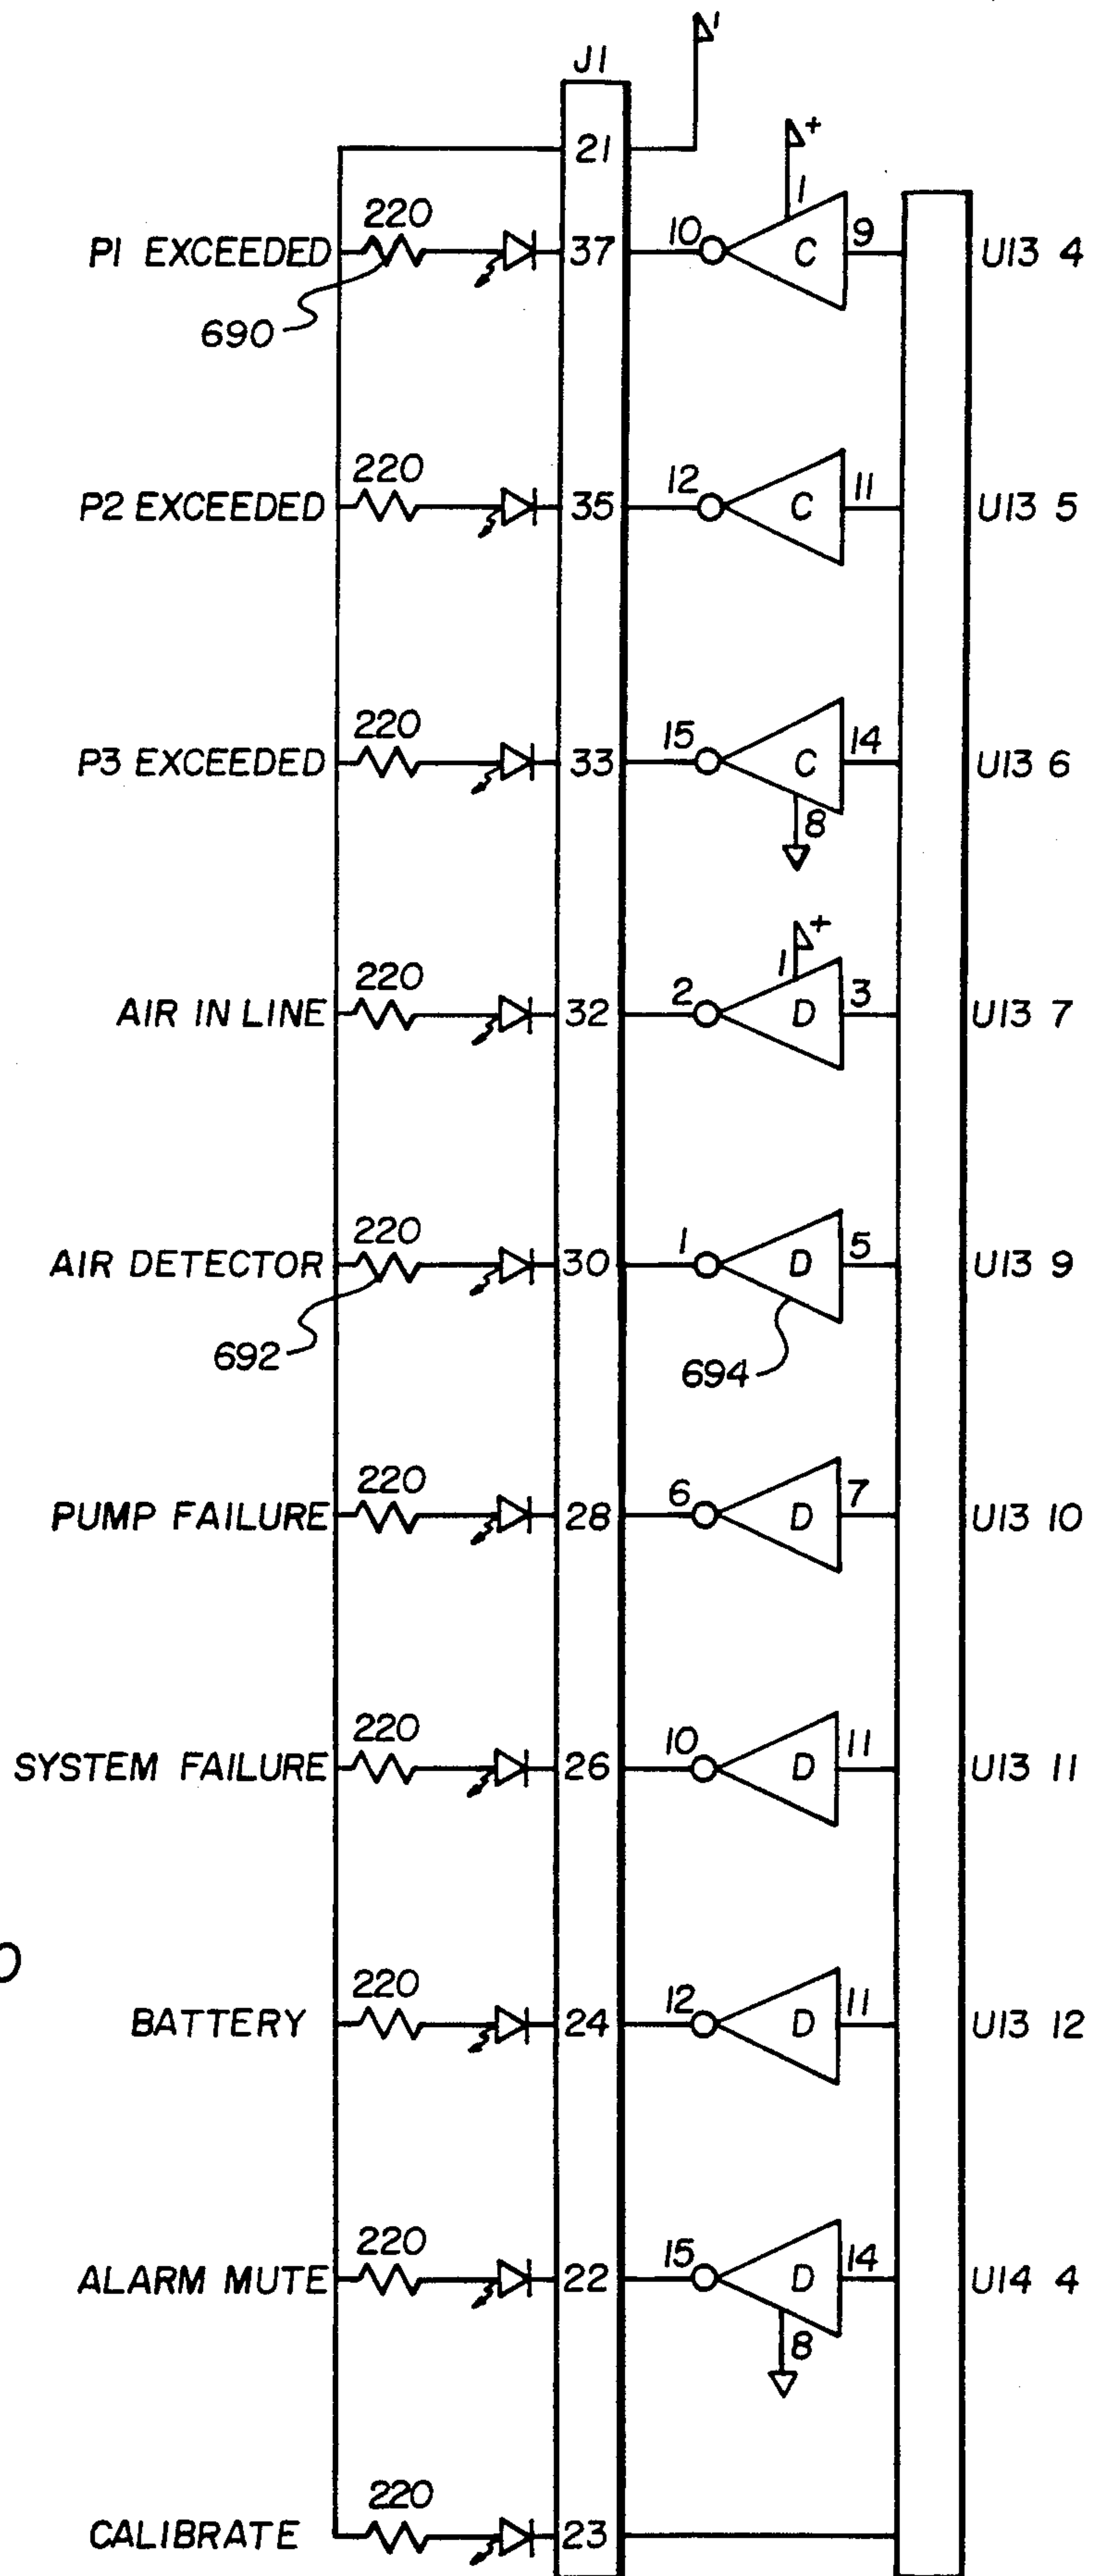 J1
21
+
1
220
P1 EXCEEDED
37
10
C
9
U13 4
690
220
P2 EXCEEDED
35
12
C
11
U13 5
220
P3 EXCEEDED
33
15
C
14
U13 6
8
+
1
220
AIR IN LINE
32
2
D
3
U13 7
220
AIR DETECTOR
30
1
D
5
U13 9
692
694
220
PUMP FAILURE
28
6
D
7
U13 10
220
SYSTEM FAILURE
26
10
D
11
U13 11
220
BATTERY
24
12
D
11
U13 12
220
ALARM MUTE
22
15
D
14
U14 4
8
220
CALIBRATE
23